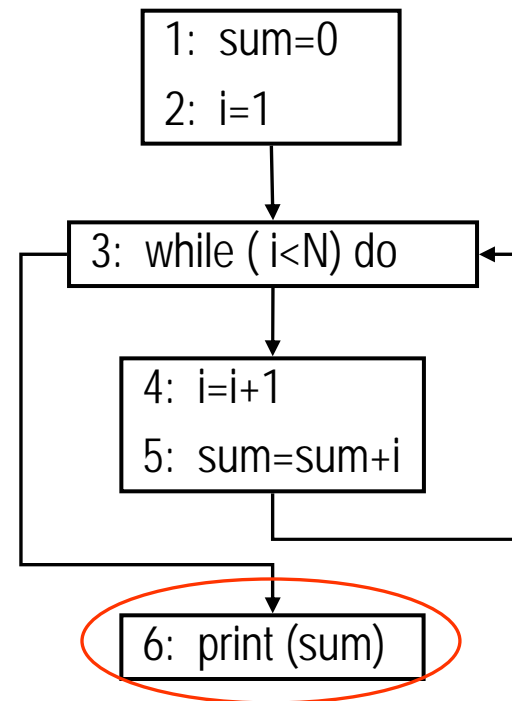 1: sum=0
2: i=1
3: while ( i<N) do
4: i=i+1
5: sum=sum+i
6: print (sum)